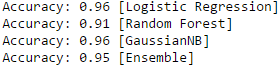 Accuracy: 0.96 [Logistic Regression]
Accuracy: 0.91 [Random Forest]
Accuracy: 0.96 [GaussianNB]
Accuracy: 0.95 [Ensemble]